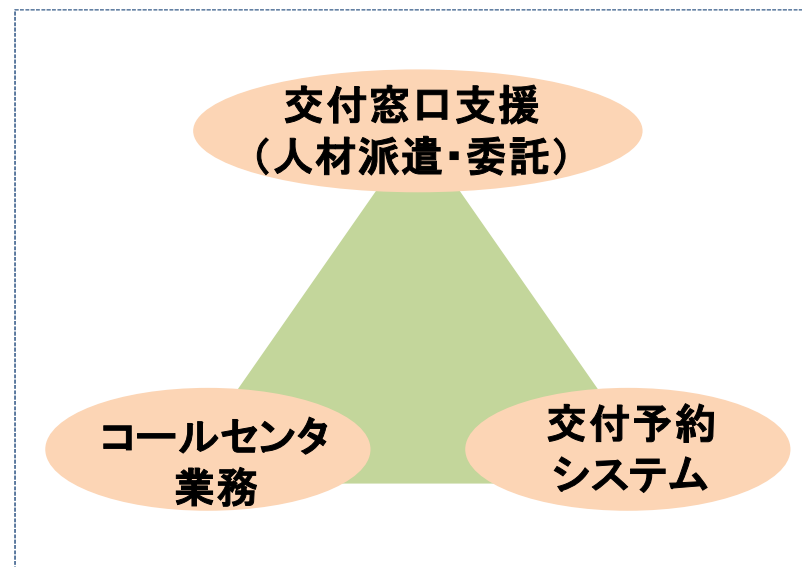 交付窓口支援
（人材派遣・委託）
コールセンタ
業務
交付予約
システム